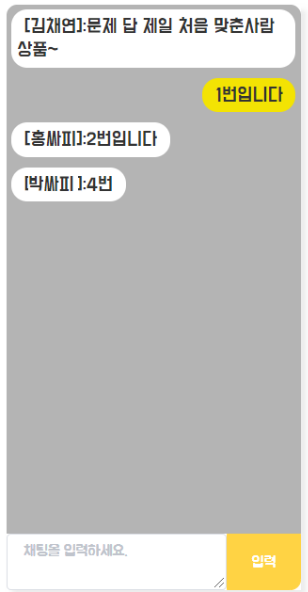 [김채연]:문제 답 제일 처음 맞춘사람
상품~
1번입니다
[홍싸피]:2번입니다
[박싸피 ]:4번
채팅을 입력하세요.
입력